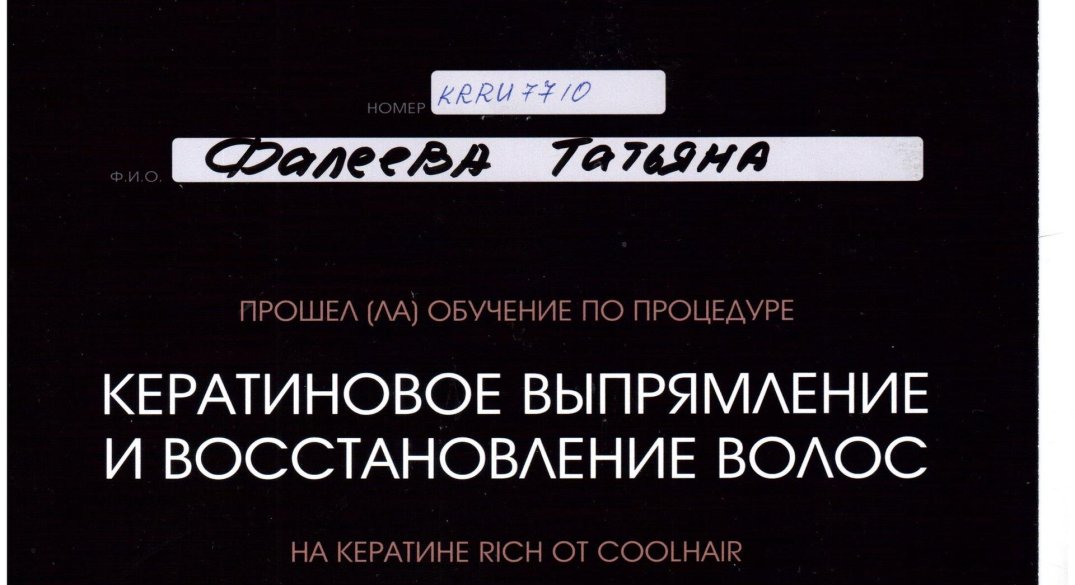 НОМЕР KRRU7710
Ф.И.О. Фалеева Татьяна
ПРОШЕЛ (ЛА) ОБУЧЕНИЕ ПО ПРОЦЕДУРЕ
КЕРАТИНОВОЕ ВЫПРЯМЛЕНИЕ
И ВОССТАНОВЛЕНИЕ ВОЛОС
НА КЕРАТИНЕ RICH ОТ COOLHAIR